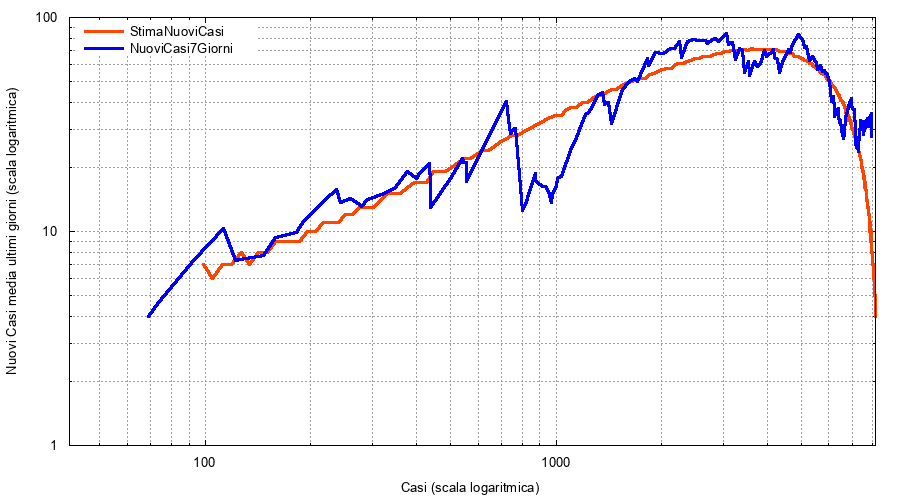 100
StimaNuoviCasi
NuoviCasi7Giorni
10
1
100
1000
Nuovi Casi media ultimi giorni (scala logaritmica)
Casi (scala logaritmica)